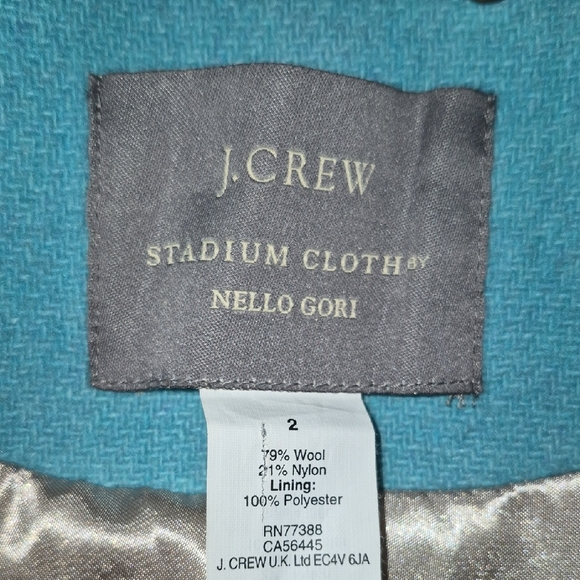 J.CREW
STADIUM CLOTH BY
NELLO GORI
2
79% Wool
21% Nylon
Lining:
100% Polyester
RN77388
CA56445
J. CREW U.K. Ltd EC4V 6JA